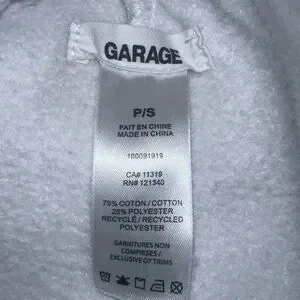 GARAGE
P/S
FAIT EN CHINE
MADE IN CHINA
100091919
CA# 11319
RN# 121340
75% COTON / COTTON
25% POLYESTER
RECYCLÉ / RECYCLED
POLYESTER
GARNITURES NON
COMPRISES /
EXCLUSIVE OF TRIMS